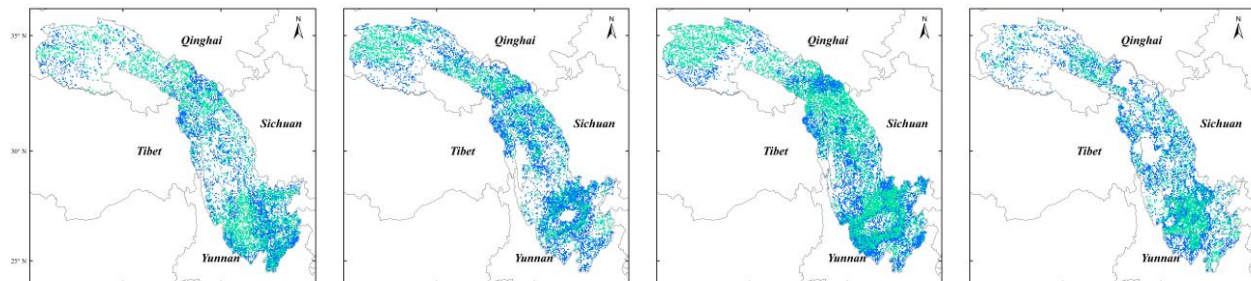 N
35° N
Qinghai
Sichuan
30° N
Tibet
Yunnan
25° N
N
Qinghai
Sichuan
Tibet
Yunnan
N
Qinghai
Sichuan
Tibet
Yunnan
N
Qinghai
Sichuan
Tibet
Yunnan